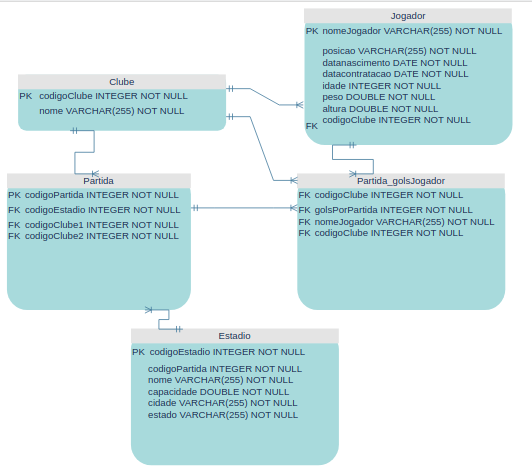 Jogador
PK nomeJogador VARCHAR(255) NOT NULL
posicao VARCHAR(255) NOT NULL
datanascimento DATE NOT NULL
datacontratacao DATE NOT NULL
idade INTEGER NOT NULL
peso DOUBLE NOT NULL
altura DOUBLE NOT NULL
FK codigoClube INTEGER NOT NULL
Clube
PK codigoClube INTEGER NOT NULL
nome VARCHAR(255) NOT NULL
Partida
PK codigoPartida INTEGER NOT NULL
FK codigoEstadio INTEGER NOT NULL
FK codigoClube1 INTEGER NOT NULL
FK codigoClube2 INTEGER NOT NULL
Partida_golsJogador
FK codigoClube INTEGER NOT NULL
FK golsPorPartida INTEGER NOT NULL
FK nomeJogador VARCHAR(255) NOT NULL
FK codigoClube INTEGER NOT NULL
Estadio
PK codigoEstadio INTEGER NOT NULL
codigoPartida INTEGER NOT NULL
nome VARCHAR(255) NOT NULL
capacidade DOUBLE NOT NULL
cidade VARCHAR(255) NOT NULL
estado VARCHAR(255) NOT NULL